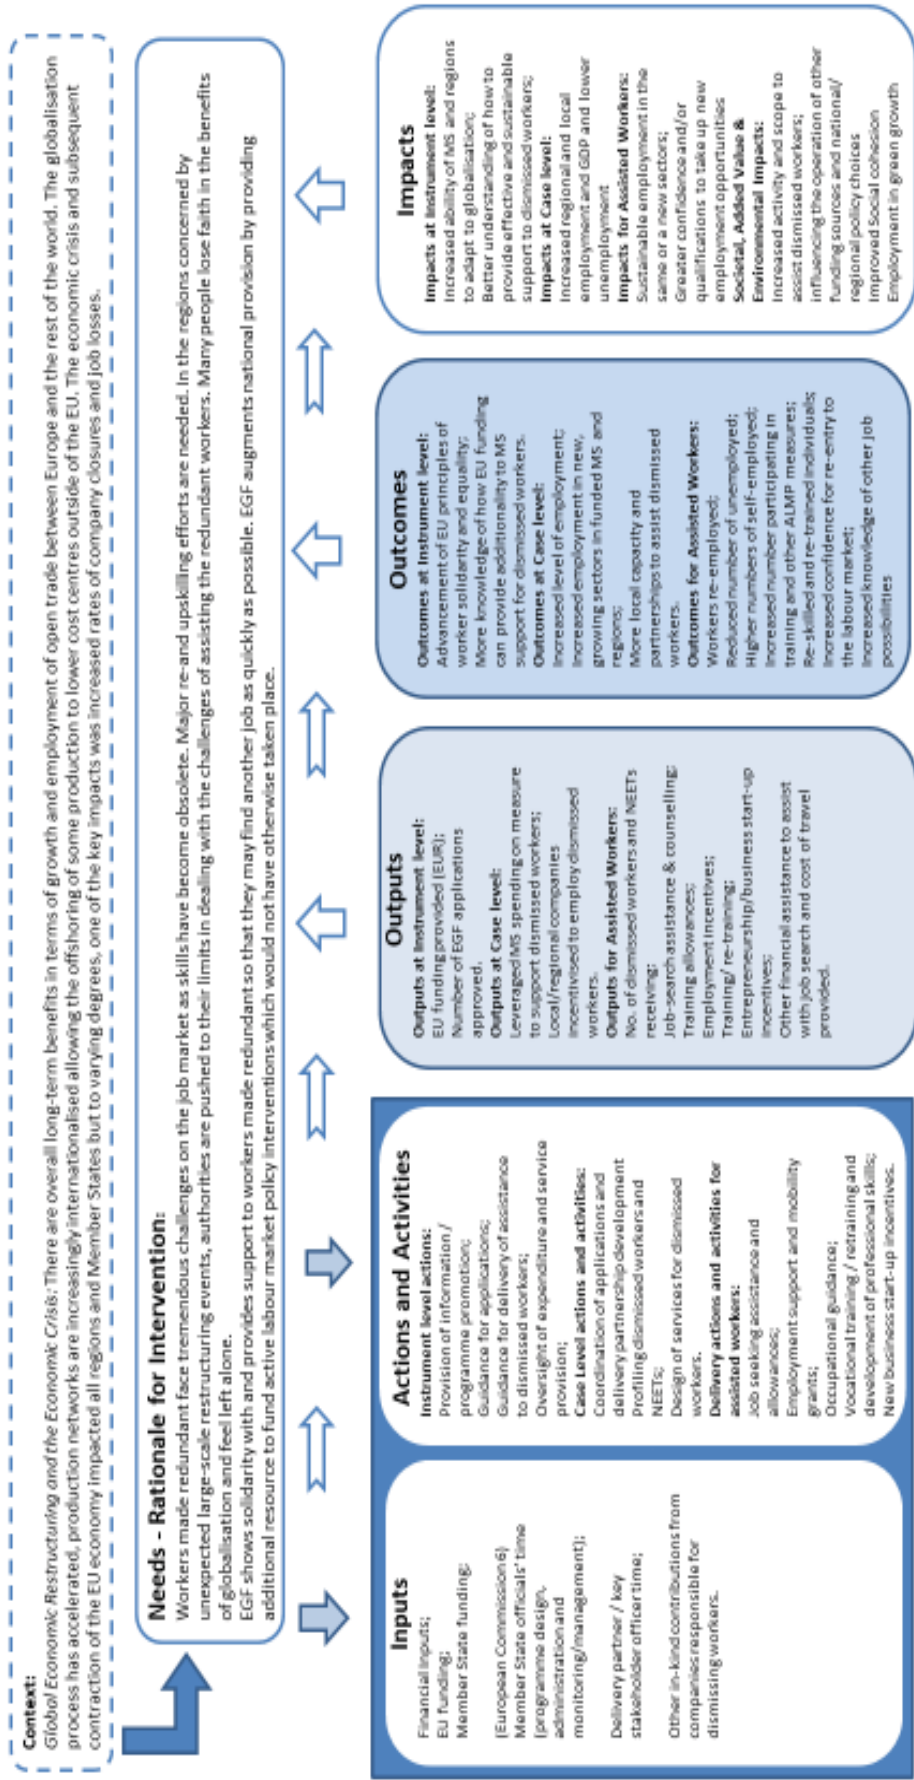 Context:
Global Economic Restructuring and the Economic Crisis: There are overall long-term benefits in terms of growth and employment of open trade between Europe and the rest of the world. The globalisation
process has accelerated, production networks are increasingly internationalised allowing the offshoring of some production to lower cost centres outside of the EU. The economic crisis and subsequent
contraction of the EU economy impacted all regions and Member States but to varying degrees, one of the key impacts was increased rates of company closures and job losses.
Needs - Rationale for Intervention:
Workers made redundant face tremendous challenges on the job market as skills have become obsolete. Major re-and upskilling efforts are needed. In the regions concerned by
unexpected large-scale restructuring events, authorities are pushed to their limits in dealing with the challenges of assisting the redundant workers. Many people lose faith in the benefits
of globalisation and feel left alone.
EGF shows solidarity with and provides support to workers made redundant so that they may find another job as quickly as possible. EGF augments national provision by providing
additional resource to fund active labour market policy interventions which would not have otherwise taken place.
Inputs
Financial inputs;
EU funding;
Member State funding;
(European Commission 6)
Member State officials' time
(programme design,
administration and
monitoring/management);
Delivery partner / key
stakeholder officer time;
Other in-kind contributions from
companies responsible for
dismissing workers.
Actions and Activities
Instrument level actions:
Provision of information /
programme promotion;
Guidance for applications;
Guidance for delivery of assistance
to dismissed workers;
Oversight of expenditure and service
provision;
Case Level actions and activities:
Coordination of applications and
delivery partnership development
Profiling dismissed workers and
NEETs;
Design of services for dismissed
workers.
Delivery actions and activities for
assisted workers:
Job seeking assistance and
allowances;
Employment support and mobility
grants;
Occupational guidance;
Vocational training / retraining and
development of professional skills;
New business start-up incentives.
Outputs
Outputs at Instrument level:
EU funding provided (EUR);
Number of EGF applications
approved.
Outputs at Case level:
Leveraged MS spending on measure
to support dismissed workers;
Local/regional companies
incentivised to employ dismissed
workers.
Outputs for Assisted Workers:
No. of dismissed workers and NEETs
receiving:
Job-search assistance & counselling;
Training allowances;
Employment incentives;
Training/ re-training;
Entrepreneurship/business start-up
incentives;
Other financial assistance to assist
with job search and cost of travel
provided.
Outcomes
Outcomes at Instrument level:
Advancement of EU principles of
worker solidarity and equality;
More knowledge of how EU funding
can provide additionality to MS
support for dismissed workers.
Outcomes at Case level:
Increased level of employment;
Increased employment in new,
growing sectors in funded MS and
regions;
More local capacity and
partnerships to assist dismissed
workers.
Outcomes for Assisted Workers:
Workers re-employed;
Reduced number of unemployed;
Higher numbers of self-employed;
Increased number participating in
training and other ALMP measures;
Re-skilled and re-trained individuals;
Increased confidence for re-entry to
the labour market;
Increased knowledge of other job
possibilities
Impacts
Impacts at Instrument level:
Increased ability of MS and regions
to adapt to globalisation;
Better understanding of how to
provide effective and sustainable
support to dismissed workers;
Impacts at Case level:
Increased regional and local
employment and GDP and lower
unemployment
Impacts for Assisted Workers:
Sustainable employment in the
same or a new sectors;
Greater confidence and/or
qualifications to take up new
employment opportunities
Societal, Added Value &
Environmental Impacts:
Increased activity and scope to
assist dismissed workers;
influencing the operation of other
funding sources and national/
regional policy choices
Improved Social cohesion
Employment in green growth